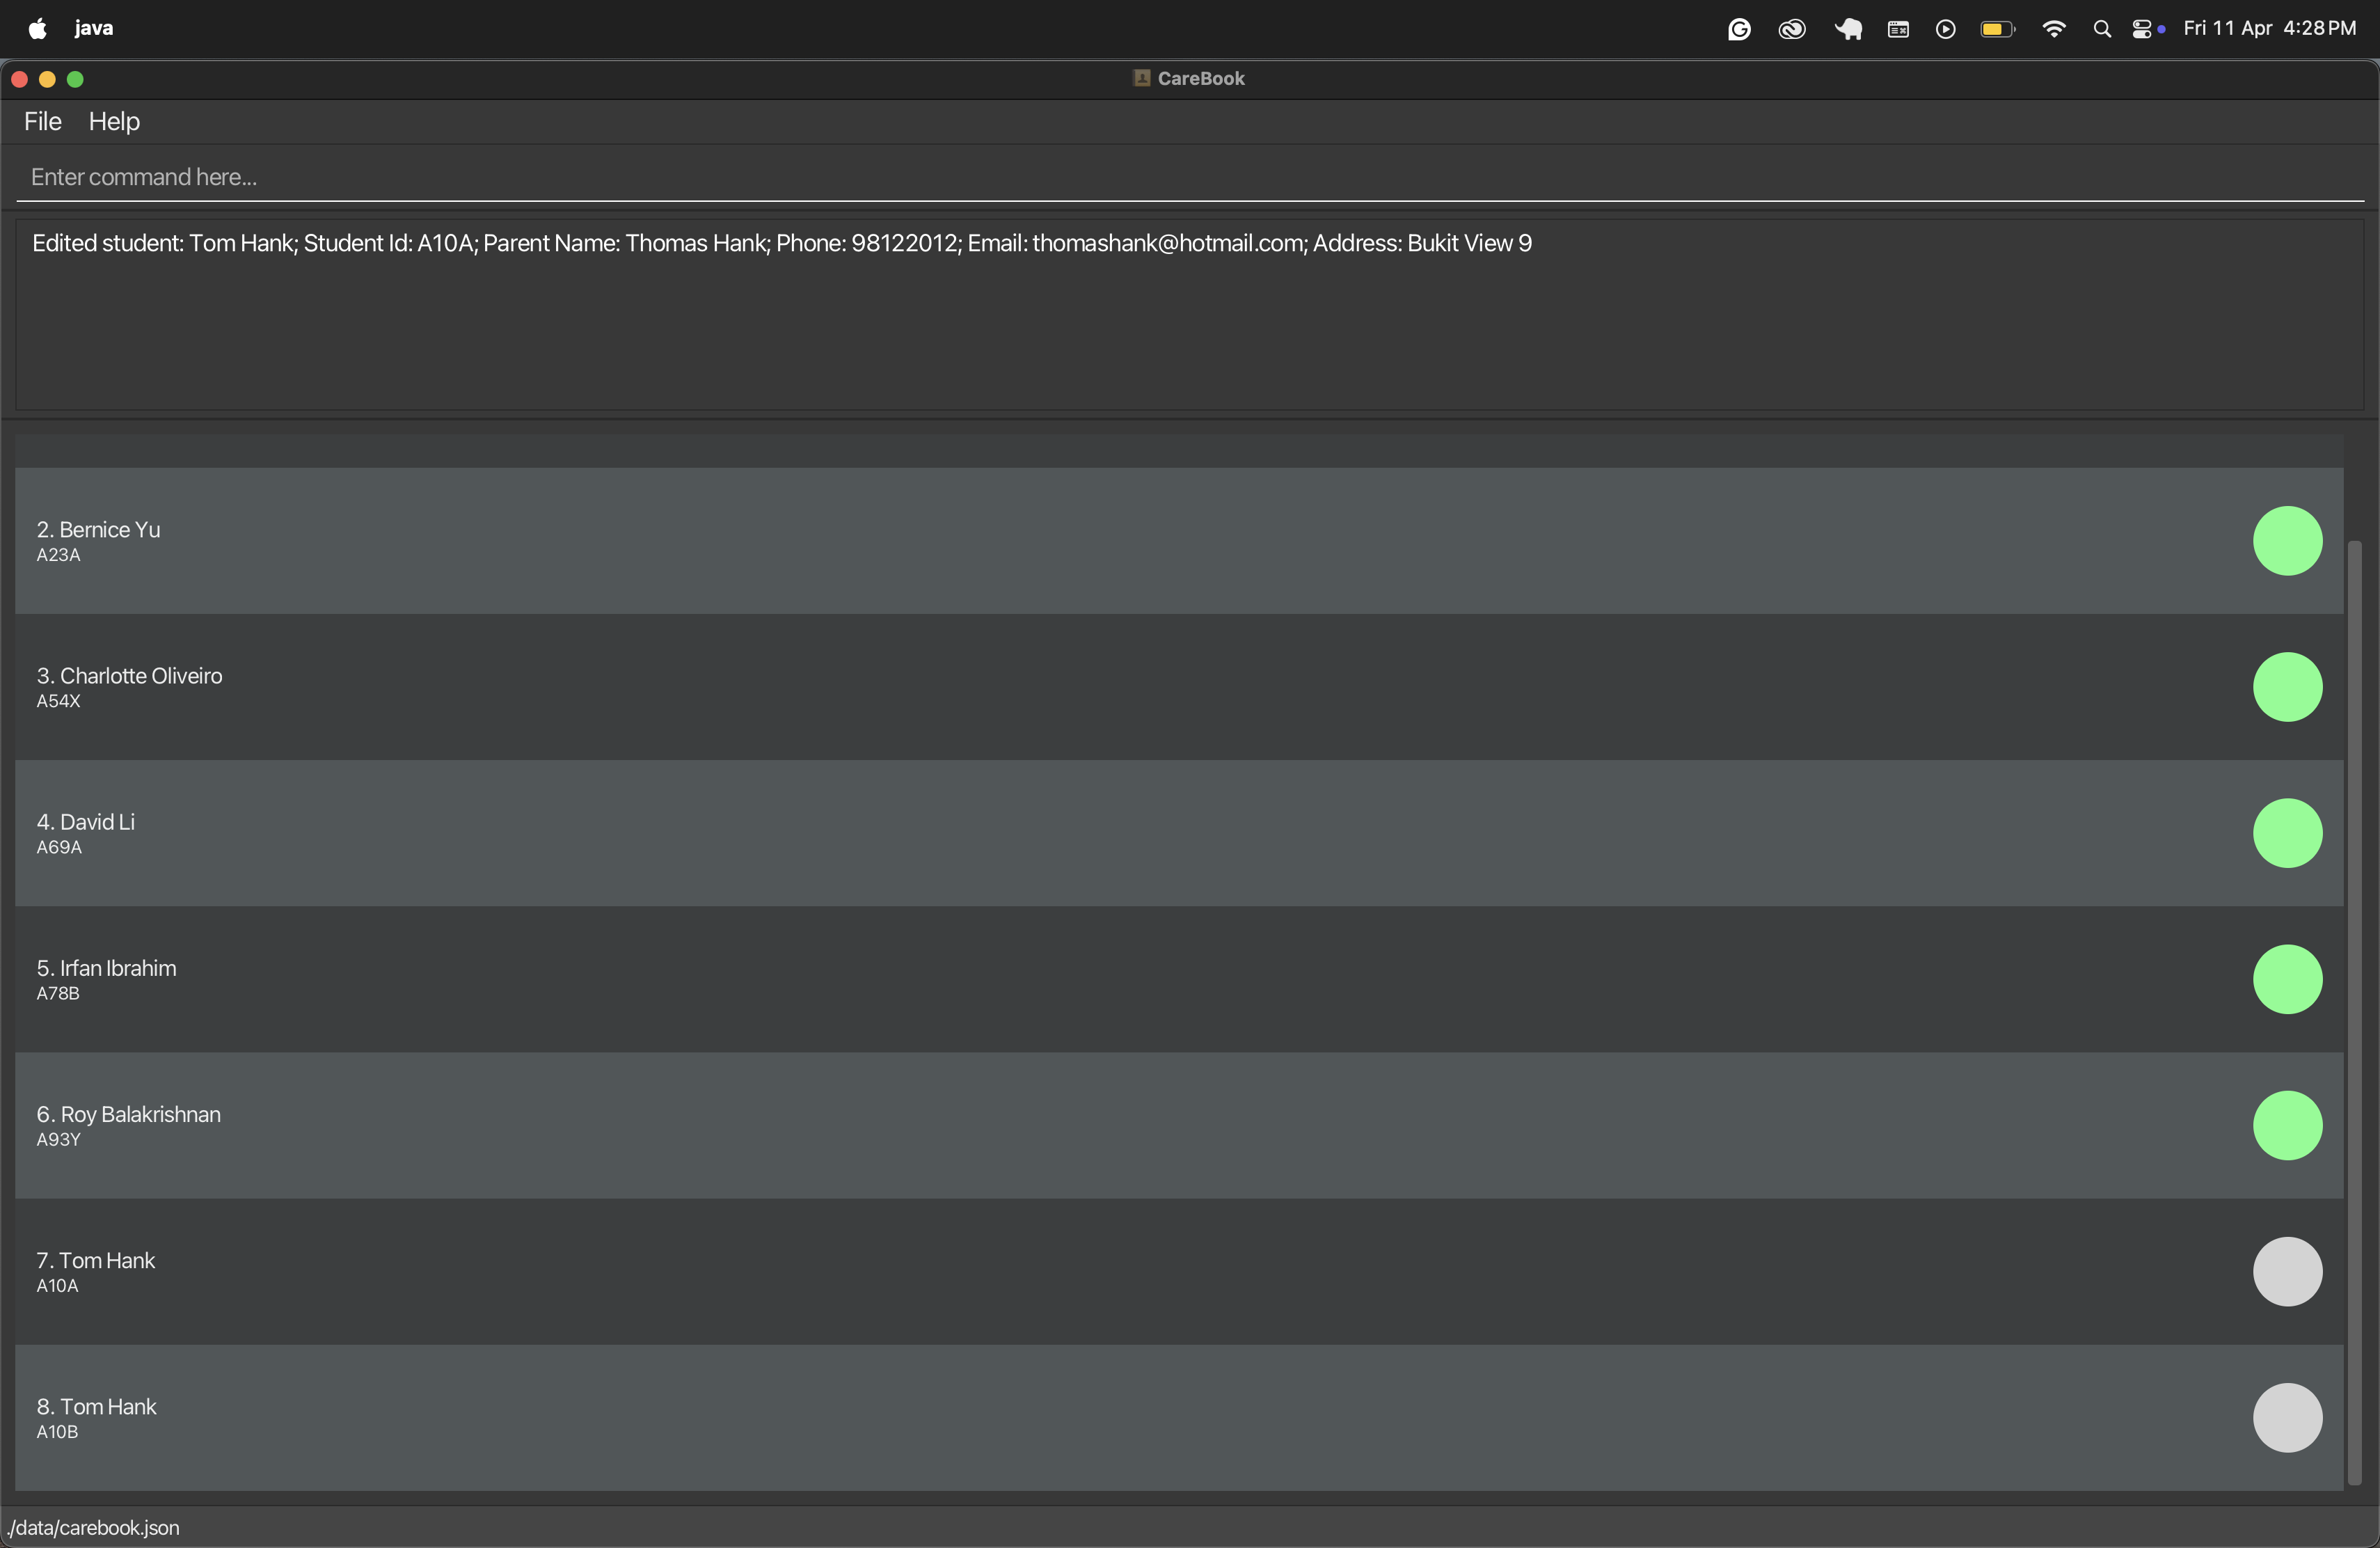 java
Fri 11 Apr 4:28 PM
CareBook
File Help
Enter command here...
Edited student: Tom Hank; Student Id: A10A; Parent Name: Thomas Hank; Phone: 98122012; Email: thomashank@hotmail.com; Address: Bukit View 9
2. Bernice Yu
A23A
3. Charlotte Oliveiro
A54X
4. David Li
A69A
5. Irfan Ibrahim
A78B
6. Roy Balakrishnan
A93Y
7. Tom Hank
A10A
8. Tom Hank
A10B
./data/carebook.json